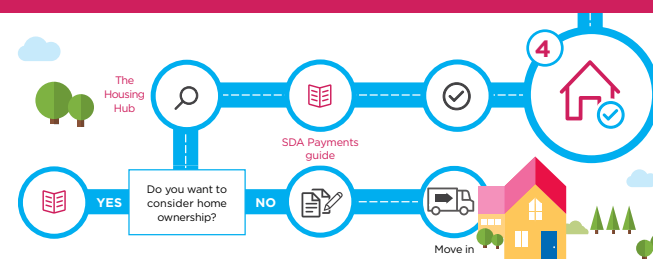 4
The
Housing
Hub
SDA Payments
guide
YES
Do you want to
consider home
ownership?
NO
Move in